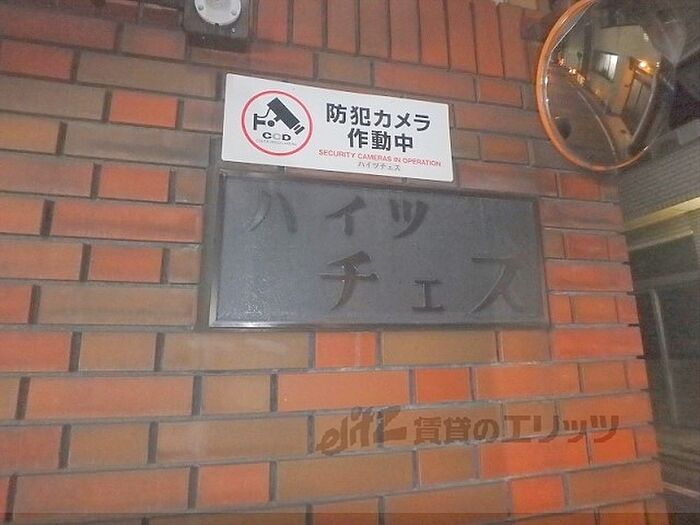 防犯カメラ
作動中
CCD
SECURITY CAMERAS IN OPERATION
ハイツチェス
ハイツ
チェス
elitz 賃貸のエリッツ